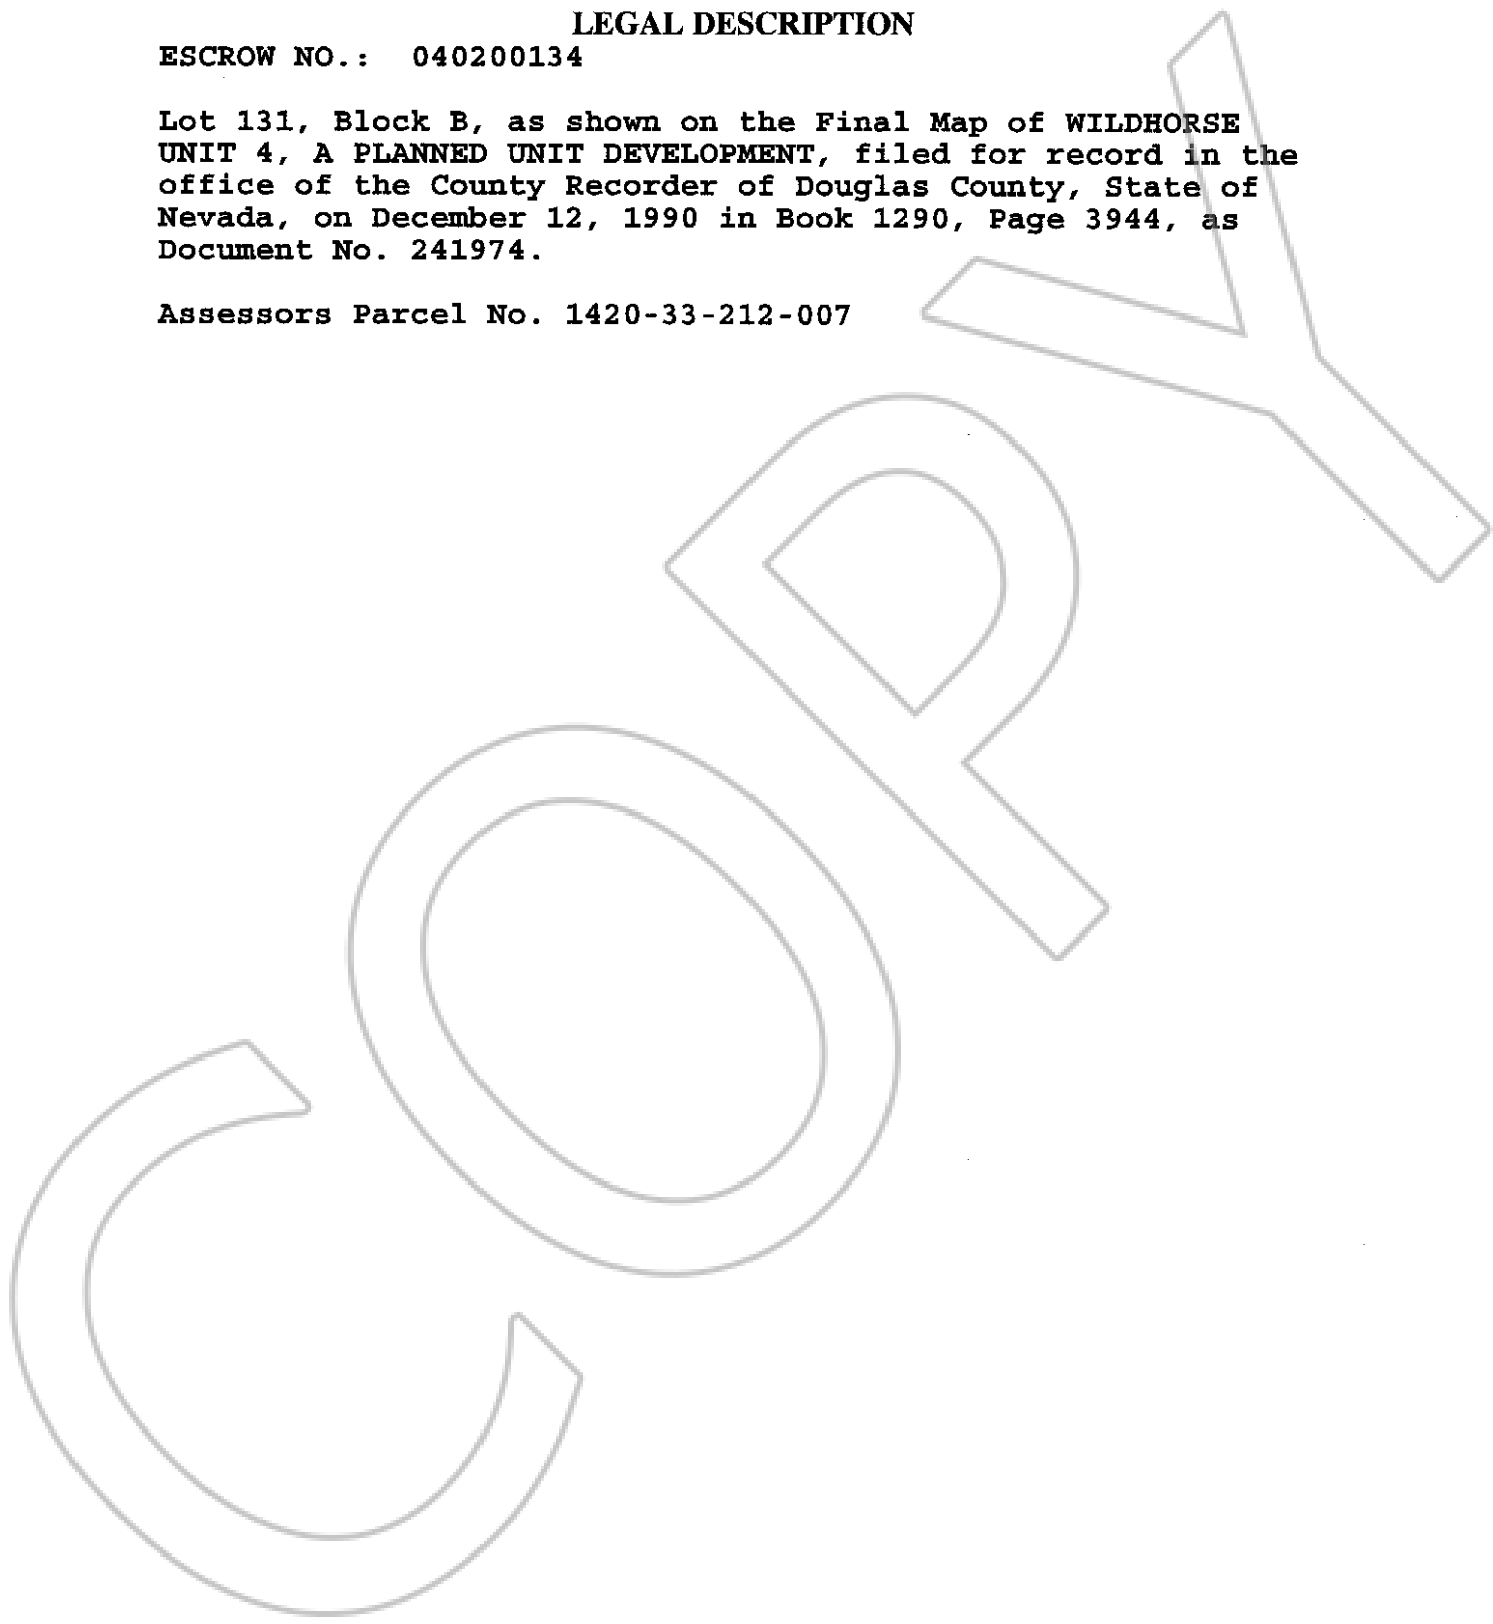 LEGAL DESCRIPTION
ESCROW NO.: 040200134
Lot 131, Block B, as shown on the Final Map of WILDHORSE
UNIT 4, A PLANNED UNIT DEVELOPMENT, filed for record in the
office of the County Recorder of Douglas County, State of
Nevada, on December 12, 1990 in Book 1290, Page 3944, as
Document No. 241974.
Assessors Parcel No. 1420-33-212-007
COPY